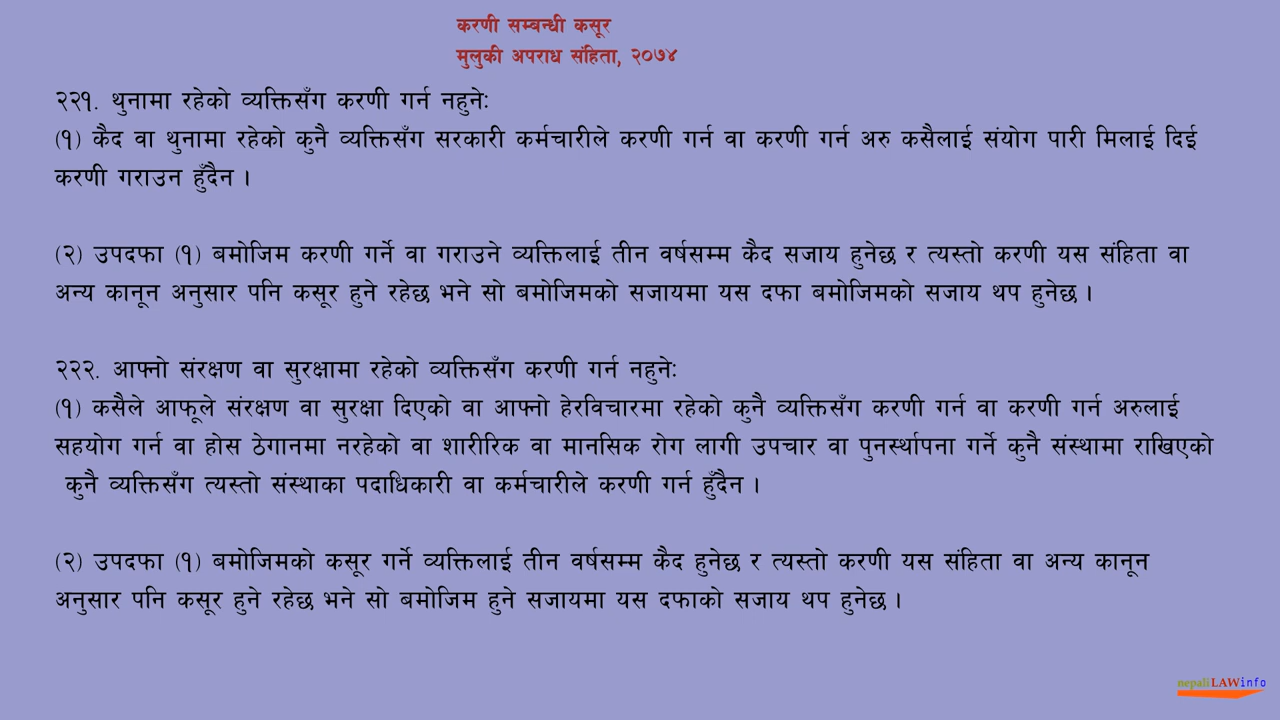 करणी सम्बन्धी कसूर
मुलुकी अपराध संहिता, २०७४
२२१. थुनामा रहेको व्यक्तिसँग करणी गर्न नहुनेः
(१) कैद वा थुनामा रहेको कुनै व्यक्तिसँग सरकारी कर्मचारीले करणी गर्न वा करणी गर्न अरु कसैलाई संयोग पारी मिलाई दिई
करणी गराउन हुँदैन ।
(२) उपदफा (१) बमोजिम करणी गर्ने वा गराउने व्यक्तिलाई तीन वर्षसम्म कैद सजाय हुनेछ र त्यस्तो करणी यस संहिता वा
अन्य कानून अनुसार पनि कसूर हुने रहेछ भने सो बमोजिमको सजायमा यस दफा बमोजिमको सजाय थप हुनेछ ।
२२२. आफ्नो संरक्षण वा सुरक्षामा रहेको व्यक्तिसँग करणी गर्न नहुनेः
(१) कसैले आफूले संरक्षण वा सुरक्षा दिएको वा आफ्नो हेरविचारमा रहेको कुनै व्यक्तिसँग करणी गर्न वा करणी गर्न अरुलाई
सहयोग गर्न वा होस ठेगानमा नरहेको वा शारीरिक वा मानसिक रोग लागी उपचार वा पुनर्स्थापना गर्ने कुनै संस्थामा राखिएको
कुनै व्यक्तिसँग त्यस्तो संस्थाका पदाधिकारी वा कर्मचारीले करणी गर्न हुँदैन ।
(२) उपदफा (१) बमोजिमको कसूर गर्ने व्यक्तिलाई तीन वर्षसम्म कैद हुनेछ र त्यस्तो करणी यस संहिता वा अन्य कानून
अनुसार पनि कसूर हुने रहेछ भने सो बमोजिम हुने सजायमा यस दफाको सजाय थप हुनेछ ।
nepaliLAWinfo